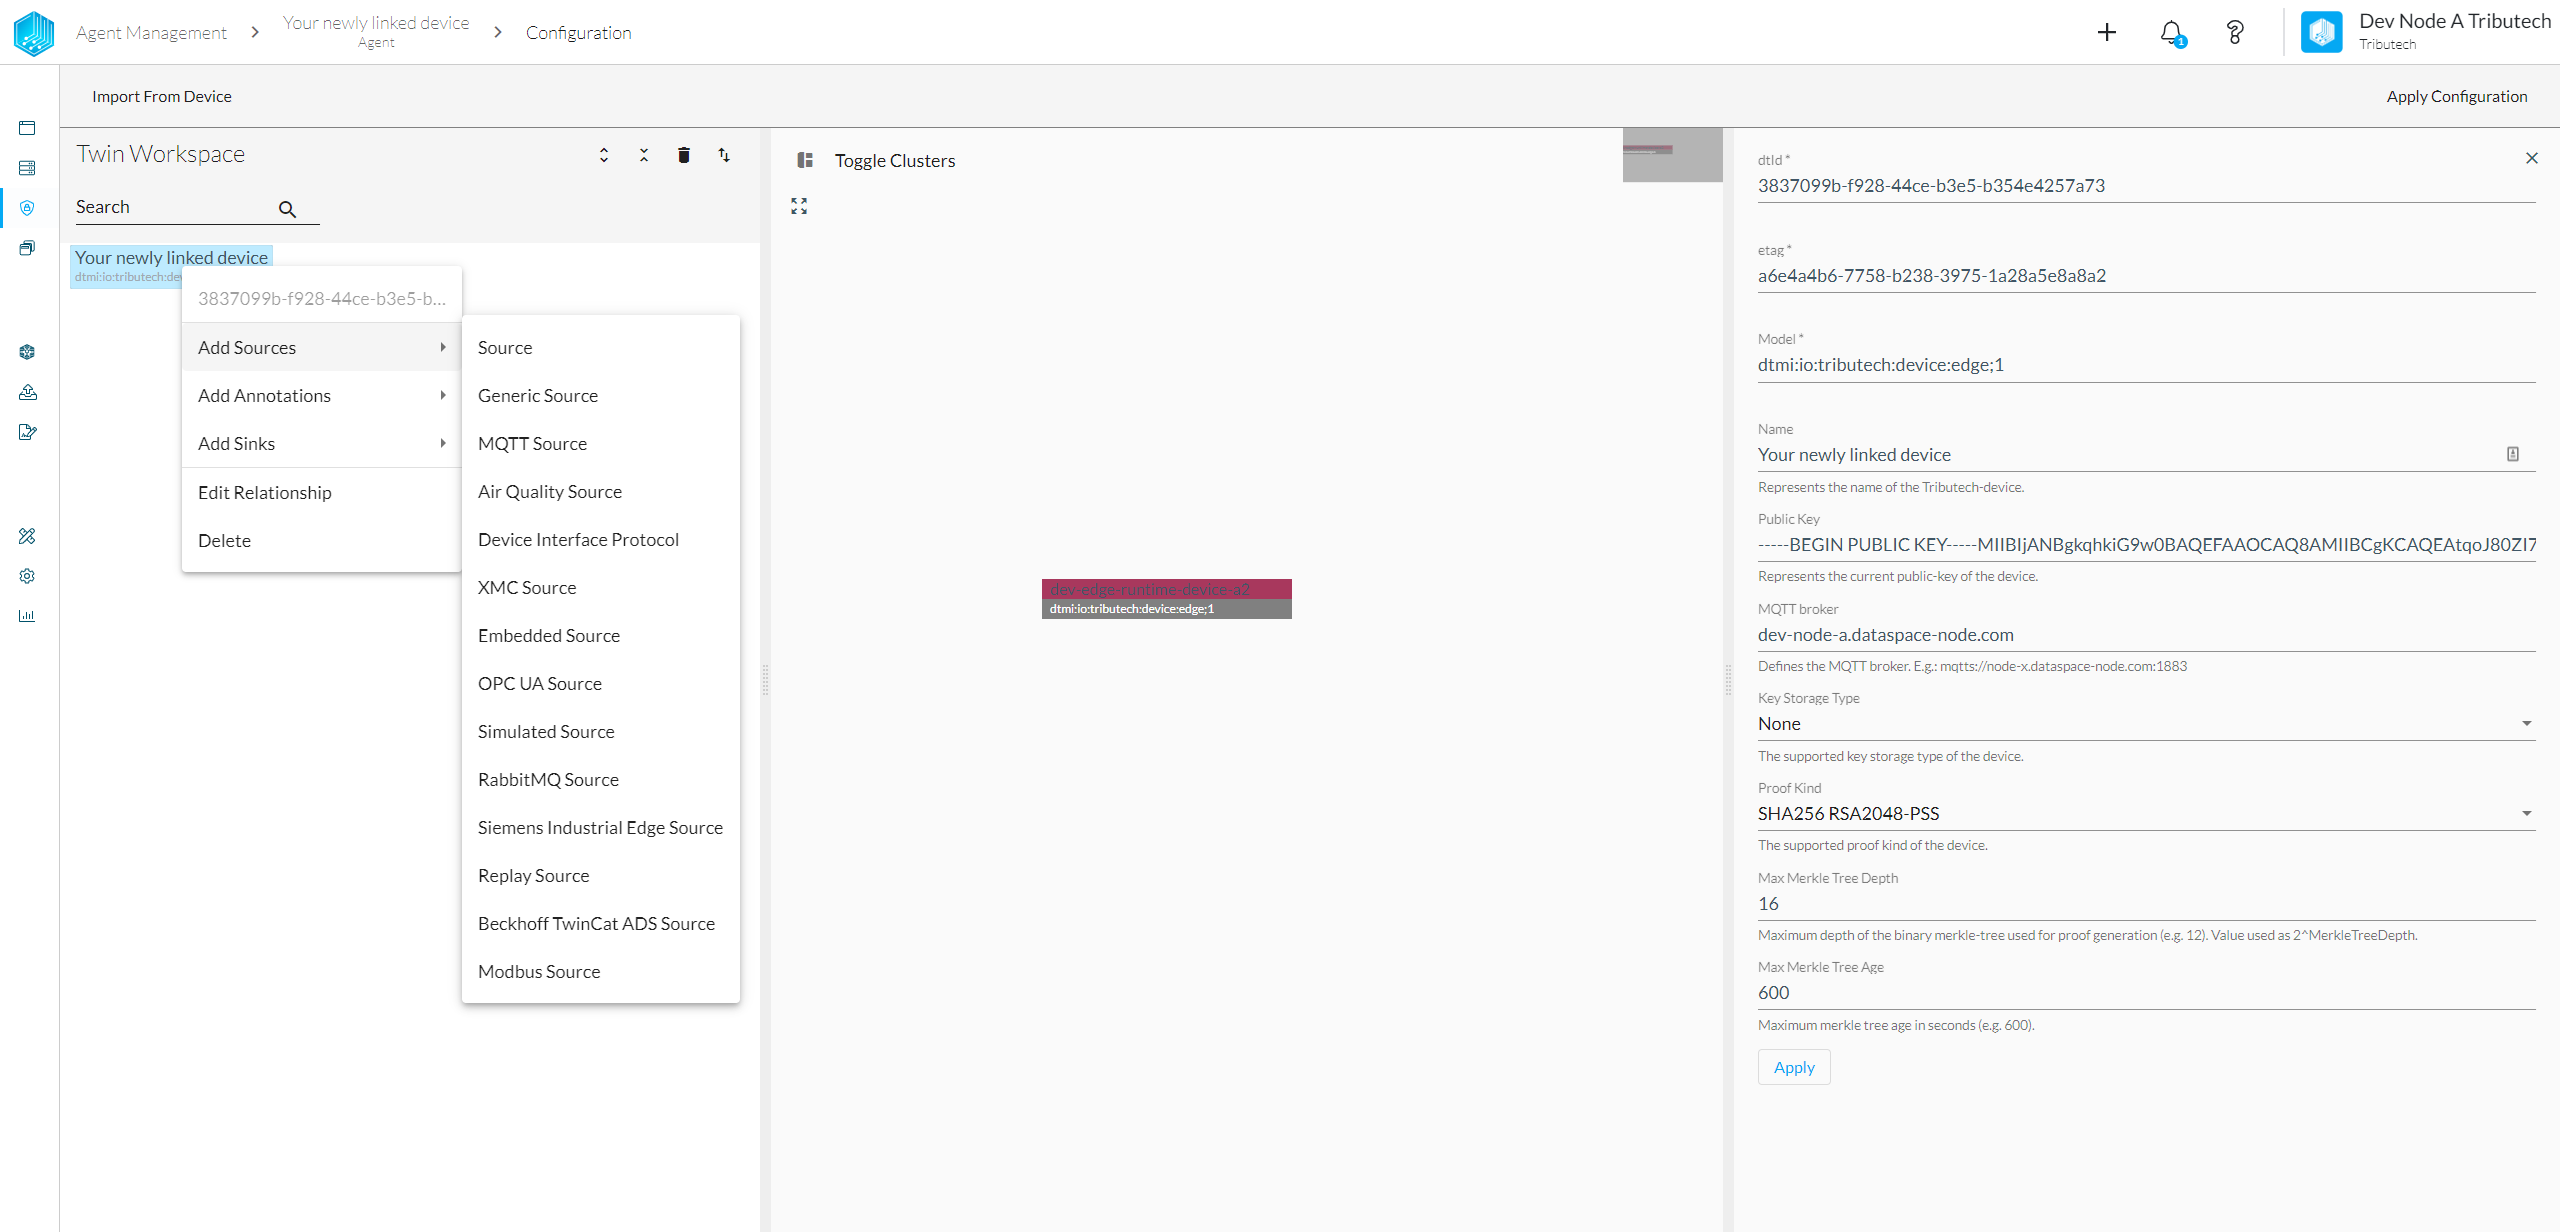 Agent Management
Your newly linked device
Agent
Configuration
1
Dev Node A Tributech
Tributech
Import From Device
Apply Configuration
Twin Workspace
Search
Your newly linked device
dtmi:io:tributech:de
3837099b-f928-44ce-b3e5-b...
Add Sources
Add Annotations
Add Sinks
Edit Relationship
Delete
Source
Generic Source
MQTT Source
Air Quality Source
Device Interface Protocol
XMC Source
Embedded Source
OPC UA Source
Simulated Source
RabbitMQ Source
Siemens Industrial Edge Source
Replay Source
Beckhoff TwinCat ADS Source
Modbus Source
Toggle Clusters
dev-edge-runtime-device-a2
dtmi:io:tributech:device:edge;1
dtId *
3837099b-f928-44ce-b3e5-b354e4257a73
etag *
a6e4a4b6-7758-b238-3975-1a28a5e8a8a2
Model *
dtmi:io:tributech:device:edge;1
Name
Your newly linked device
Represents the name of the Tributech-device.
Public Key
-----BEGIN PUBLIC KEY-----MIIBIjANBgkqhkiG9w0BAQEFAAOCAQ8AMIIBCgKCAQEAtqoJ80ZI7
Represents the current public-key of the device.
MQTT broker
dev-node-a.dataspace-node.com
Defines the MQTT broker. E.g.: mqtts://node-x.dataspace-node.com:1883
Key Storage Type
None
The supported key storage type of the device.
Proof Kind
SHA256 RSA2048-PSS
The supported proof kind of the device.
Max Merkle Tree Depth
16
Maximum depth of the binary merkle-tree used for proof generation (e.g. 12). Value used as 2^MerkleTreeDepth.
Max Merkle Tree Age
600
Maximum merkle tree age in seconds (e.g. 600).
Apply